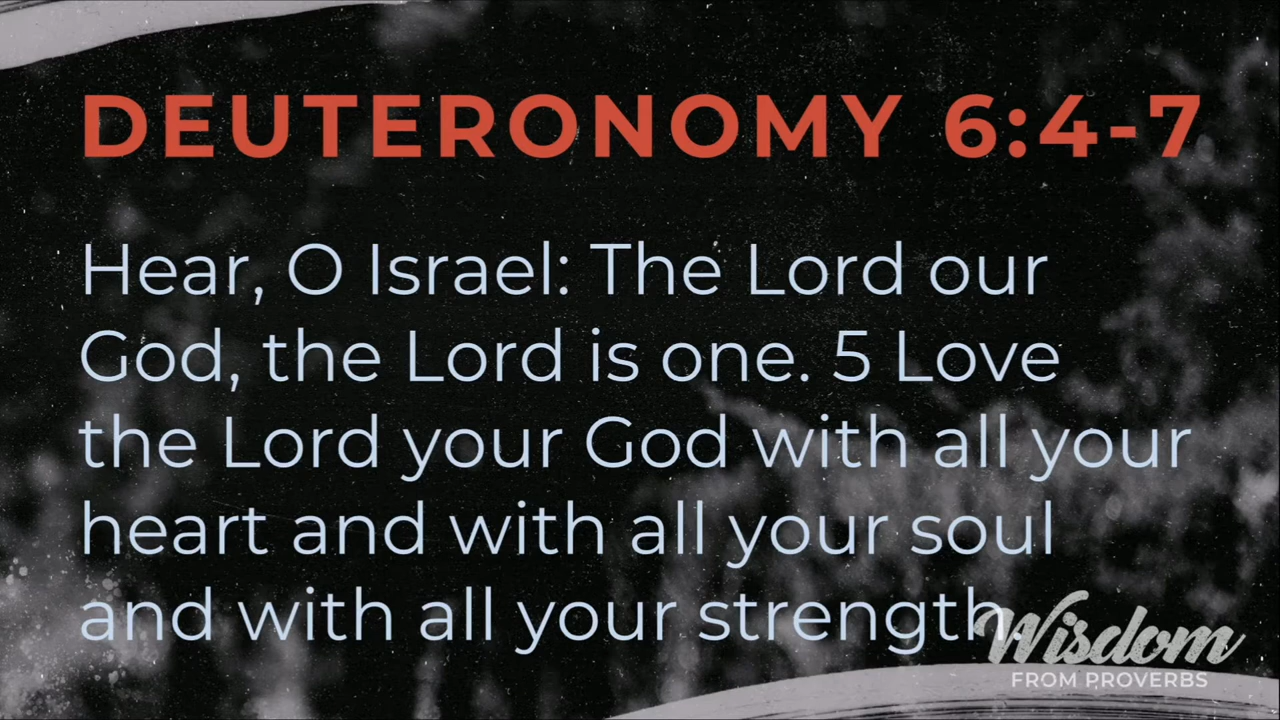 DEUTERONOMY 6:4-7
Hear, O Israel: The Lord our
God, the Lord is one. 5 Love
the Lord your God with all your
heart and with all your soul
and with all your strength.
Wisdom
FROM PROVERBS